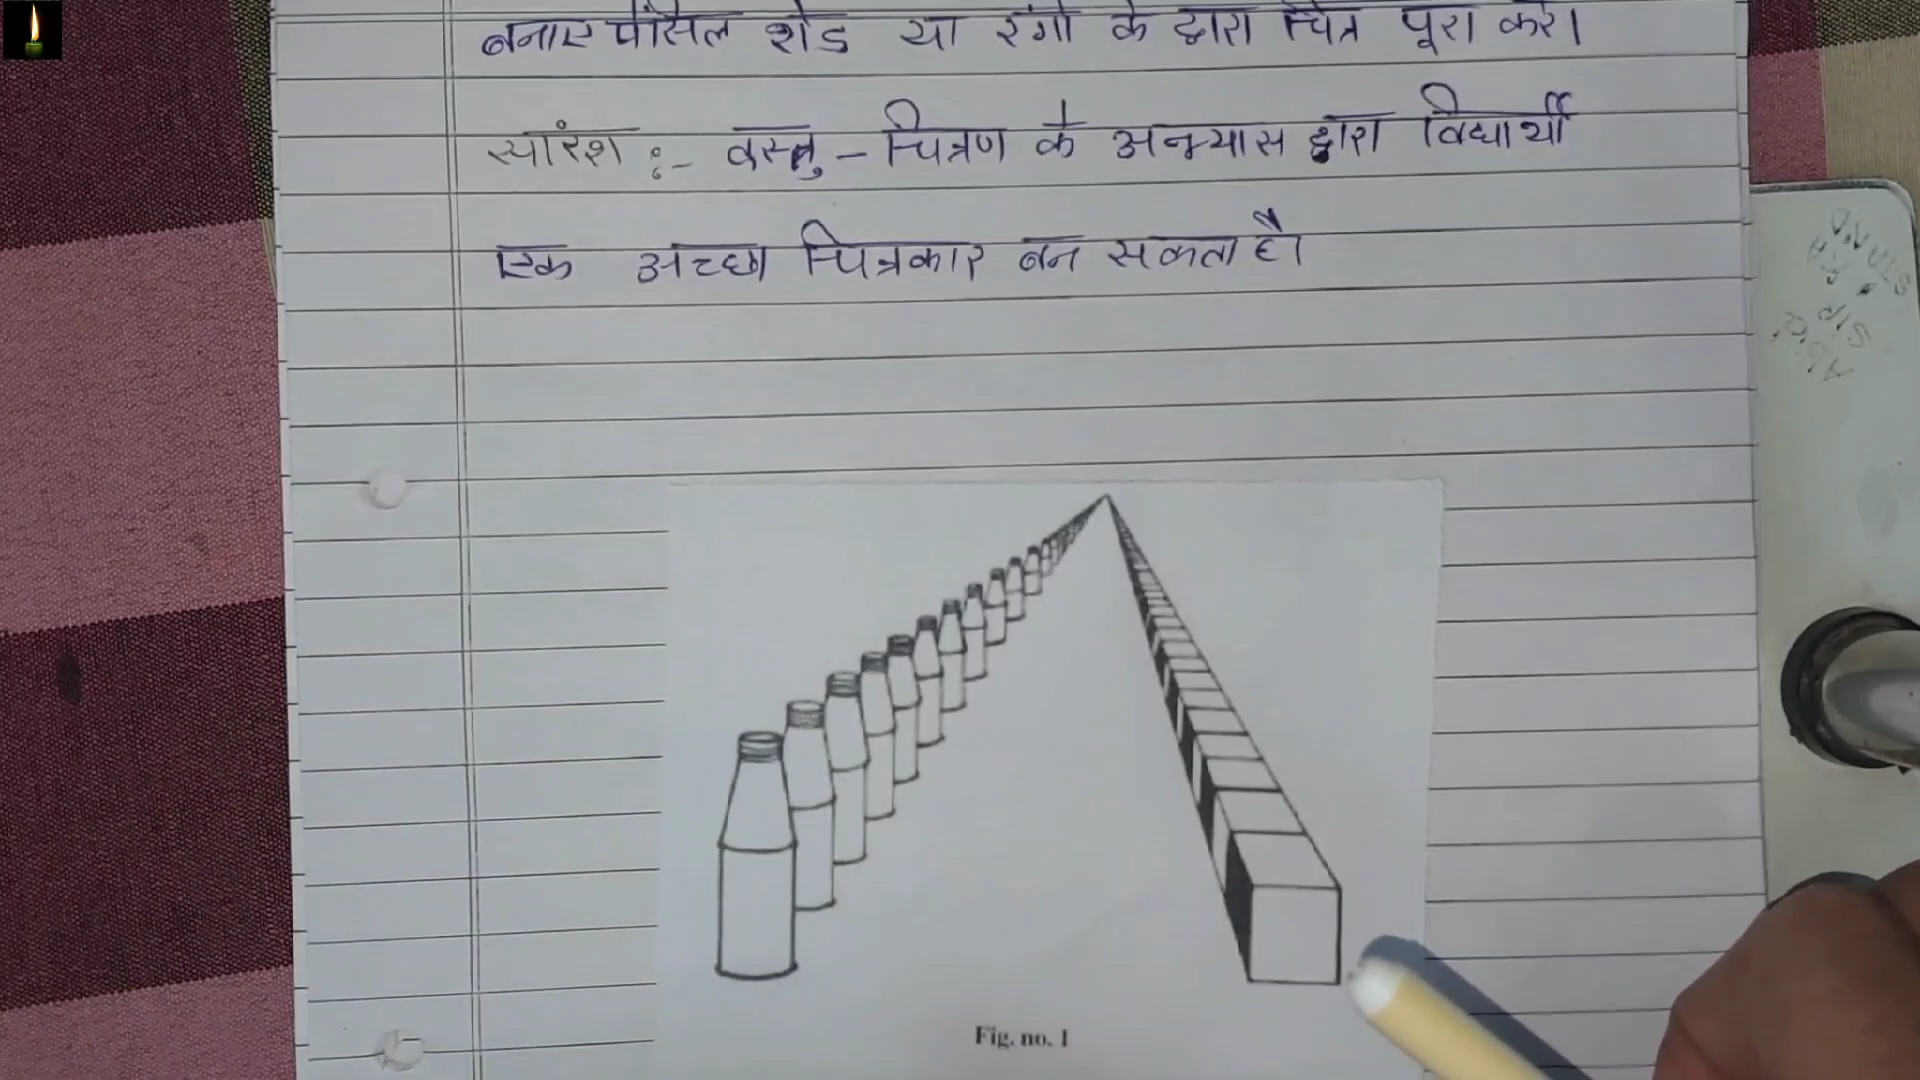 बनाए पेंसिल शेड या रंगों के द्वारा चित्र पूरा करें।
सांराश :- वस्तु – चित्रण के अभ्यास द्वारा विद्यार्थी
एक अच्छा चित्रकार बन सकता है।
Fig. no. 1